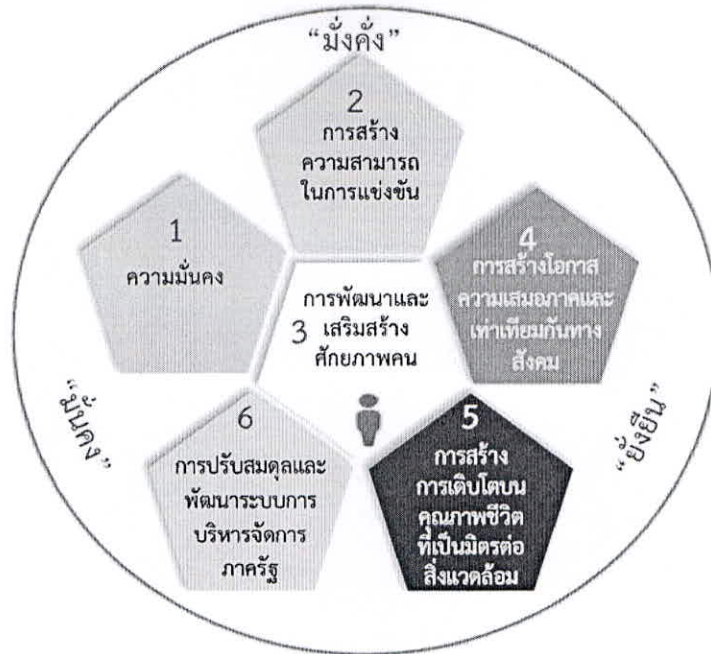 “มั่งคั่ง”
2
การสร้าง
ความสามารถ
ในการแข่งขัน
1
ความมั่นคง
4
การสร้างโอกาส
ความเสมอภาคและ
เท่าเทียมกันทาง
สังคม
3
การพัฒนาและ
เสริมสร้าง
ศักยภาพคน
“มั่นคง”
“ยั่งยืน”
6
การปรับสมดุลและ
พัฒนาระบบการ
บริหารจัดการ
ภาครัฐ
5
การสร้าง
การเติบโตบน
คุณภาพชีวิต
ที่เป็นมิตรต่อ
สิ่งแวดล้อม